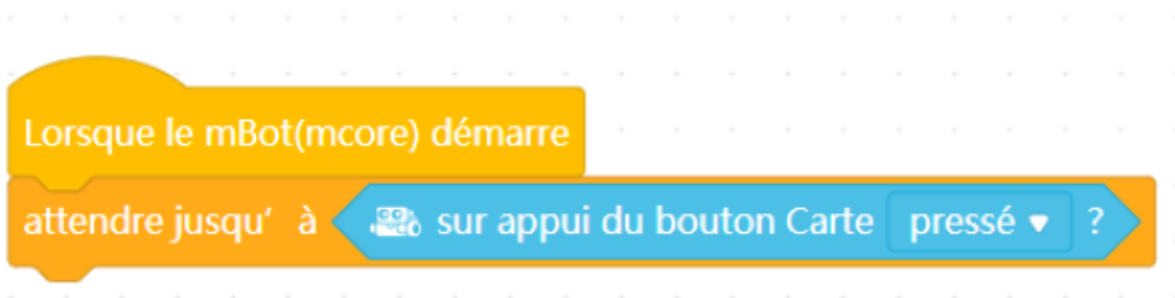 Lorsque le mBot(mcore) démarre
attendre jusqu' à sur appui du bouton Carte pressé ?